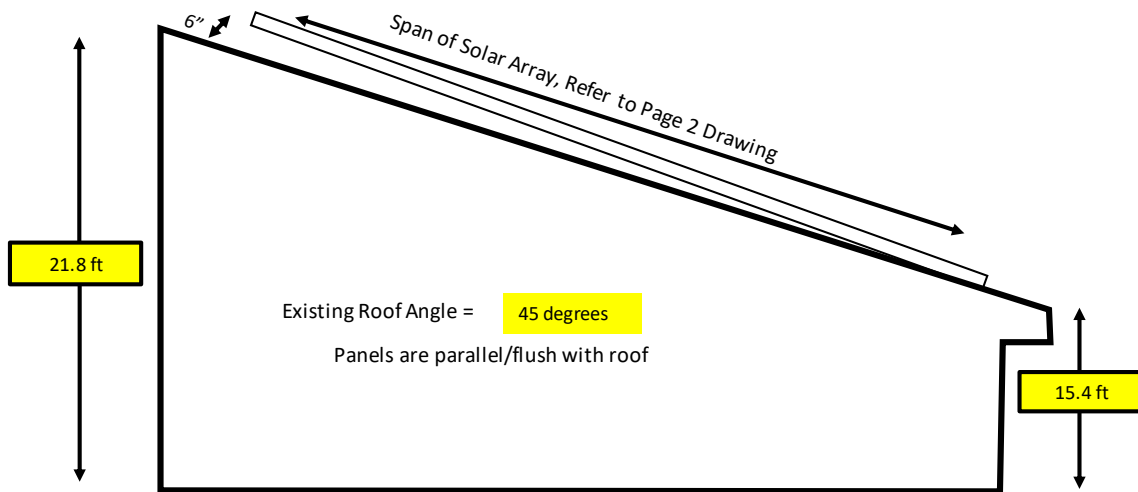 6”
Span of Solar Array, Refer to Page 2 Drawing
21.8 ft
Existing Roof Angle = 45 degrees
Panels are parallel/flush with roof
15.4 ft